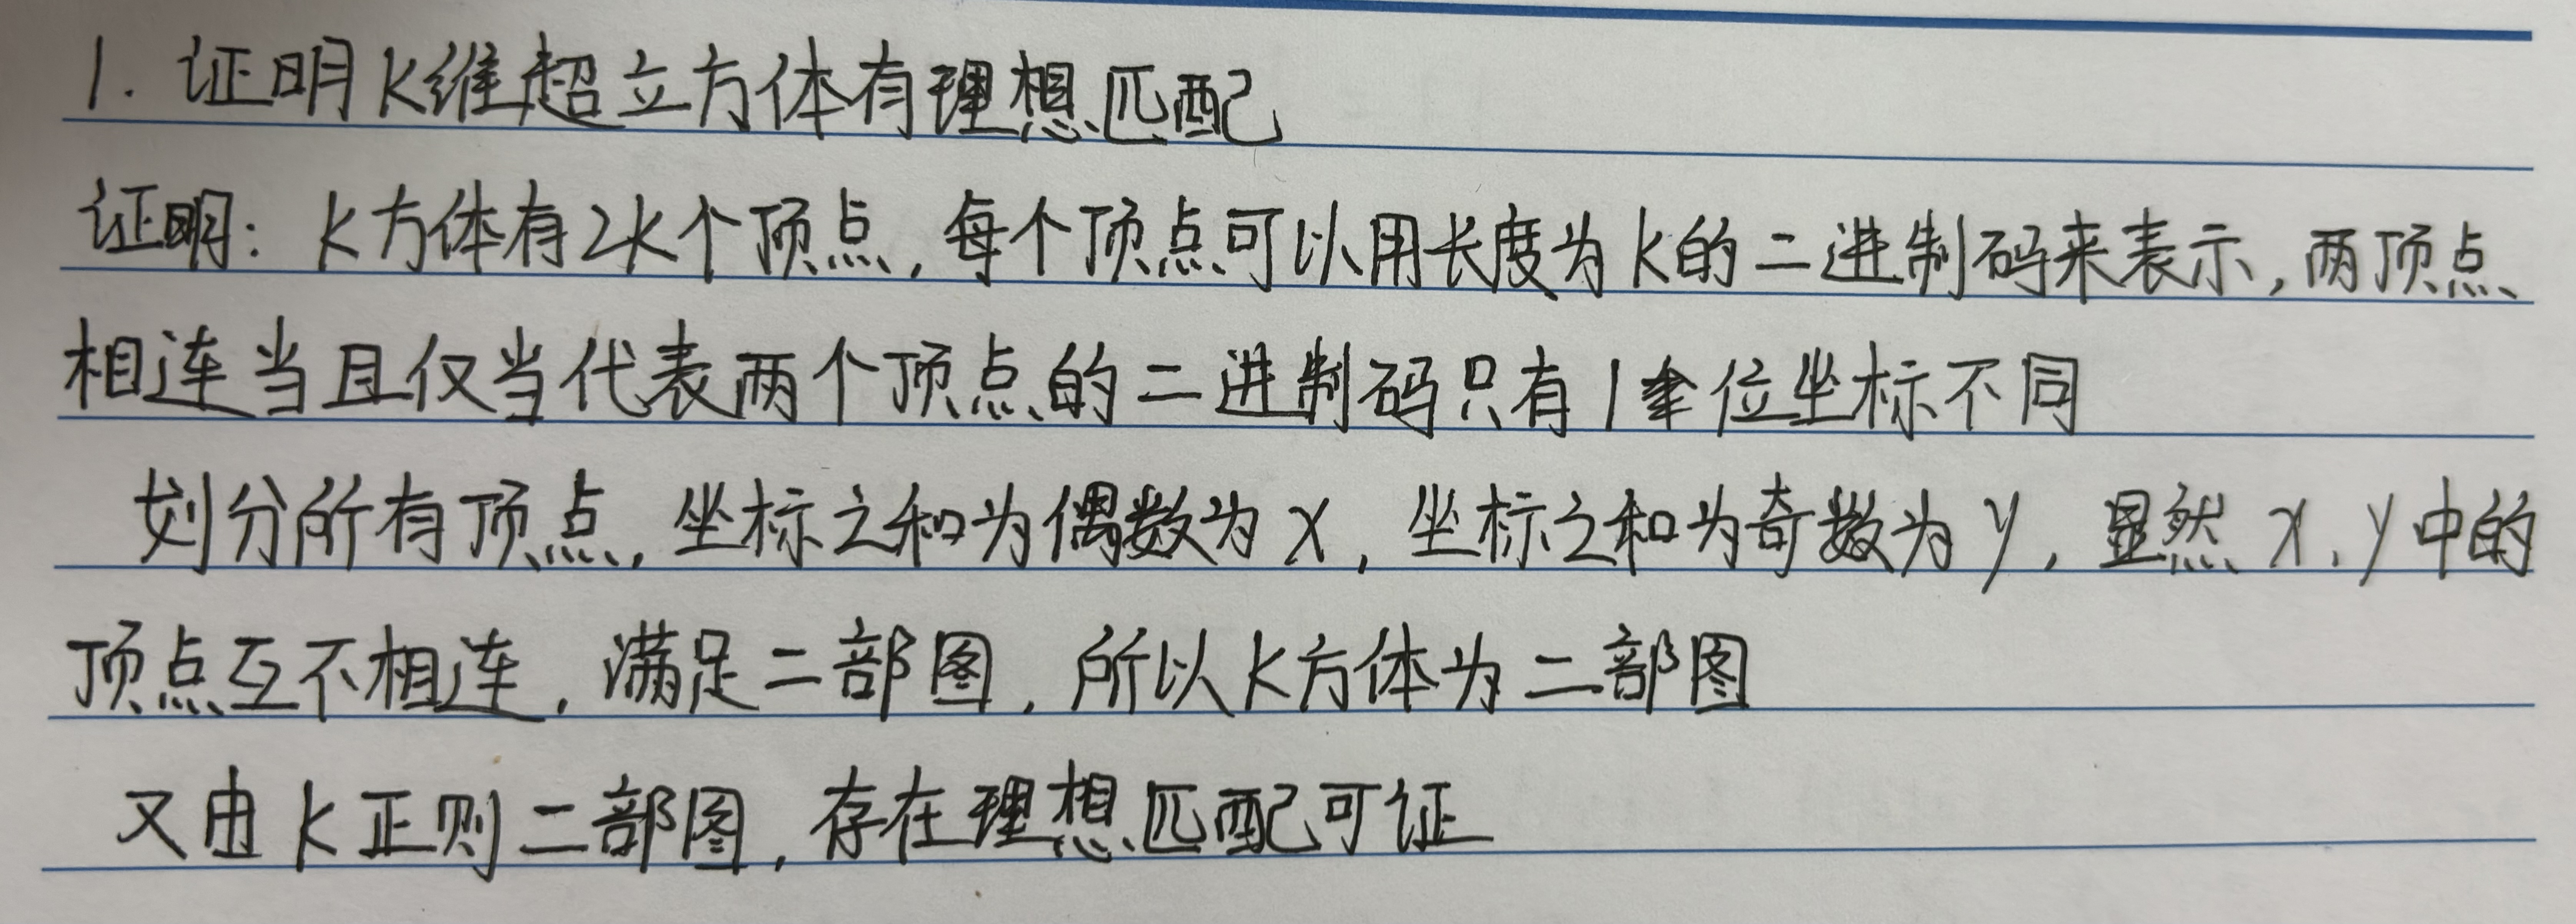 1. 证明K维超立方体有理想匹配
证明: K方体有2K个顶点, 每个顶点可以用长度为K的二进制码来表示, 两顶点
相连当且仅当代表两个顶点的二进制码只有1位坐标不同
划分所有顶点, 坐标之和为偶数为X, 坐标之和为奇数为y, 显然X、y中的
顶点互不相连, 满足二部图, 所以K方体为二部图
又由K正则二部图, 存在理想匹配可证